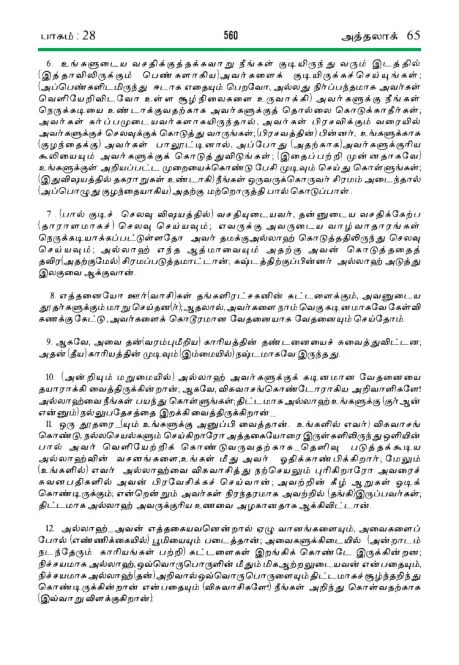 பாகம் : 28 560 அத்தலாக் 65
6. உங்களுடைய வசதிக்குத்தக்கவாறு நீங்கள் குடியிருந்து வரும் இடத்தில்
(இத்தாவிலிருக்கும் பெண்களாகிய)அவர்களைக் குடியிருக்கச்செய்யுங்கள்;
(அப்பெண்களிடமிருந்து ஈடாக எதையும் பெறவோ, அல்லது நிர்ப்பந்தமாக அவர்கள்
வெளியேறிவிடவோ உள்ள சூழ்நிலைகளை உருவாக்கி) அவர்களுக்கு நீங்கள்
நெருக்கடியை உண்டாக்குவதற்காக அவர்களுக்குத் தொல்லை கொடுக்காதீர்கள்;
அவர்கள் கர்ப்பமுடையவர்களாகயிருந்தால், அவர்கள் பிரசவிக்கும் வரையில்
அவர்களுக்குச் செலவுக்குக் கொடுத்து வாருங்கள்;(பிரசவத்தின்) பின்னர், உங்களுக்காக
(குழந்தைக்கு) அவர்கள் பாலூட்டினால், அப்போது (அதற்காக)அவர்களுக்குரிய
கூலியையும் அவர்களுக்குக் கொடுத்துவிடுங்கள்; (இதைப்பற்றி முன்னதாகவே)
உங்களுக்குள் அறியப்பட்ட முறையைக்கொண்டு பேசி முடிவும் செய்து கொள்ளுங்கள்;
(இதுவிஷயத்தில் தகராறுகள் உண்டாகி) நீங்கள் ஒருவருக்கொருவர் சிரமம் அடைந்தால்
(அப்பொழுது குழந்தையாகிய)அதற்கு மற்றொருத்தி பால் கொடுப்பாள்.
7. (பால் குடிச் செலவு விஷயத்தில்) வசதியுடையவர், தன்னுடைய வசதிக்கேற்ப
(தாராளமாகச்) செலவு செய்யவும்; எவருக்கு அவருடைய வாழ்வாதாரங்கள்
நெருக்கடியாக்கப்பட்டுள்ளதோ அவர் தமக்குஅல்லாஹ் கொடுத்ததிலிருந்து செலவு
செய்யவும்; அல்லாஹ் எந்த ஆத்மாவையும் அதற்கு அவன் கொடுத்ததைத்
தவிர(அதற்குமேல்) சிரமப்படுத்தமாட்டான்; கஷ்டத்திற்குப்பின்னர் அல்லாஹ் அடுத்து
இலகுவை ஆக்குவான்.
8. எத்தனையோ ஊர்(வாசி)கள் தங்களிரட்சகனின் கட்டளைக்கும், அவனுடைய
தூதர்களுக்கும் மாறு செய்தன(ர்),ஆதலால், அவர்களை நாம் வெகு கடினமாகவே கேள்வி
கணக்குகேட்டு, அவர்களைக் கொடூரமான வேதனையாக வேதனையும் செய்தோம்.
9. ஆகவே, அவை தன்(வரம்புமீறிய) காரியத்தின் தண்டனையைச் சுவைத்துவிட்டன;
அதன் (தீய)காரியத்தின் முடிவும்(இம்மையில்) நஷ்டமாகவே இருந்தது.
10. (அன்றியும் மறுமையில்) அல்லாஹ் அவர்களுக்குக் கடினமான வேதனையை
தயாராக்கி வைத்திருக்கின்றான்; ஆகவே, விசுவாசங்கொண்டோராகிய அறிவாளிகளே!
அல்லாஹ்வை நீங்கள் பயந்து கொள்ளுங்கள்; திட்டமாக அல்லாஹ் உங்களுக்கு (குர்ஆன்
என்னும்) நல்லுபதேசத்தை இறக்கிவைத்திருக்கிறான்_
11. ஒரு தூதரை_(யும் உங்களுக்கு அனுப்பி வைத்தான். உங்களில் எவர்) விசுவாசங்
கொண்டு, நல்லசெயல்களும் செய்கிறாரோ அத்தகையோரை இருள்களிலிருந்து ஒளியின்
பால் அவர் வெளியேற்றிக் கொண்டுவருவதற்காக_தெளிவு படுத்தக்கூடிய
அல்லாஹ்வின் வசனங்களை,உங்கள் மீது அவர் ஓதிக்காண்பிக்கிறார்; மேலும்
(உங்களில்) எவர் அல்லாஹ்வை விசுவாசித்து நற்செயலும் புரிகிறாரோ அவரைச்
சுவனபதிகளில் அவன் பிரவேசிக்கச் செய்வான்; அவற்றின் கீழ் ஆறுகள் ஓடிக்
கொண்டிருக்கும்; என்றென்றும் அவர்கள் நிரந்தரமாக அவற்றில் (தங்கி)இருப்பவர்கள்;
திட்டமாக அல்லாஹ் அவருக்குரிய உணவை அழகானதாக ஆக்கிவிட்டான்.
12. அல்லாஹ்_அவன் எத்தகையவனென்றால் ஏழு வானங்களையும், அவைகளைப்
போல் (எண்ணிக்கையில்) பூமியையும் படைத்தான்; அவைகளுக்கிடையில் (அன்றாடம்
நடந்தேரும் காரியங்கள் பற்றி) கட்டளைகள் இறங்கிக் கொண்டே இருக்கின்றன;
நிச்சயமாக அல்லாஹ், ஒவ்வொருபொருளின் மீதும் மிகஆற்றலுடையவன் என்பதையும்,
நிச்சயமாக அல்லாஹ்(தன்) அறிவால் ஒவ்வொருபொருளையும் திட்டமாகச் சூழ்ந்தறிந்து
கொண்டிருக்கின்றான் என்பதையும் (விசுவாசிகளே!) நீங்கள் அறிந்து கொள்வதற்காக
(இவ்வாறு விளக்குகிறான்).